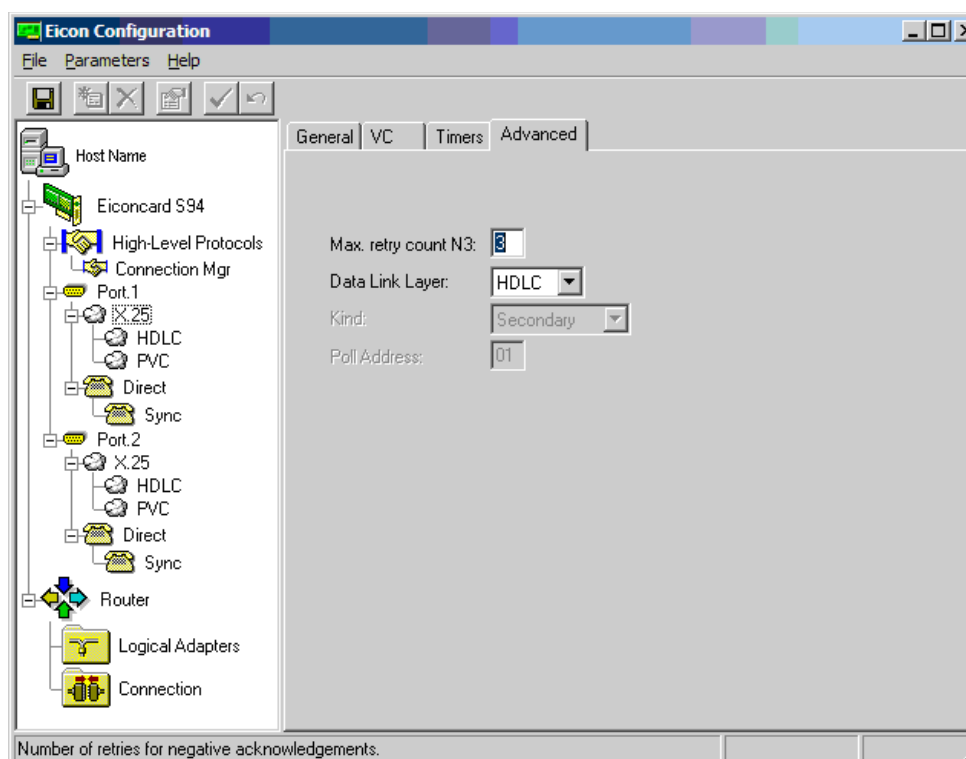 Eicon Configuration
File Parameters Help
Host Name
Eiconcard S94
High-Level Protocols
Connection Mgr
Port.1
X.25
HDLC
PVC
Direct
Sync
Port.2
X.25
HDLC
PVC
Direct
Sync
Router
Logical Adapters
Connection
General VC Timers Advanced
Max. retry count N3: 3
Data Link Layer: HDLC
Kind: Secondary
Poll Address: 01
Number of retries for negative acknowledgements.